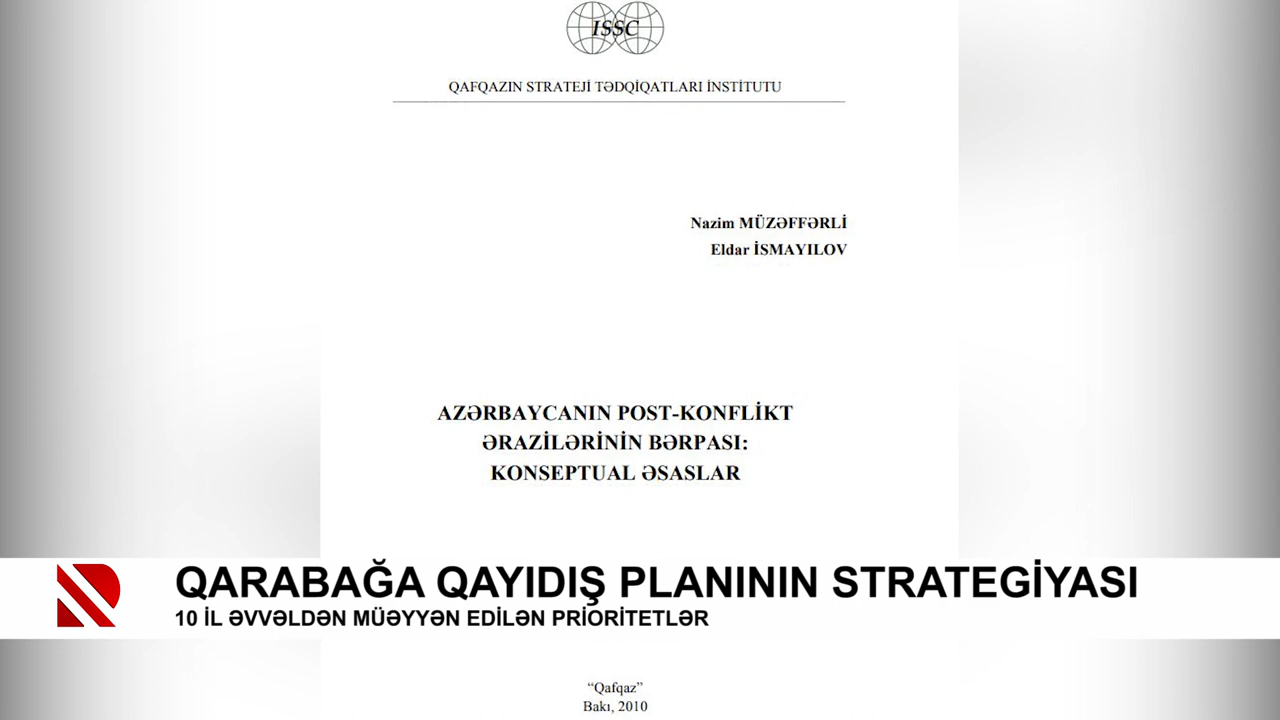 ISSC
QAFQAZIN STRATEJİ TƏDQİQATLARI İNSTİTUTU
Nazim MÜZƏFFƏRLİ
Eldar İSMAYILOV
AZƏRBAYCANIN POST-KONFLİKT
ƏRAZİLƏRİNİN BƏRPASI:
KONSEPTUAL ƏSASLAR
QARABAĞA QAYIDIŞ PLANININ STRATEGİYASI
10 İL ƏVVƏLDƏN MÜƏYYƏN EDİLƏN PRİORİTETLƏR
“Qafqaz”
Bakı, 2010